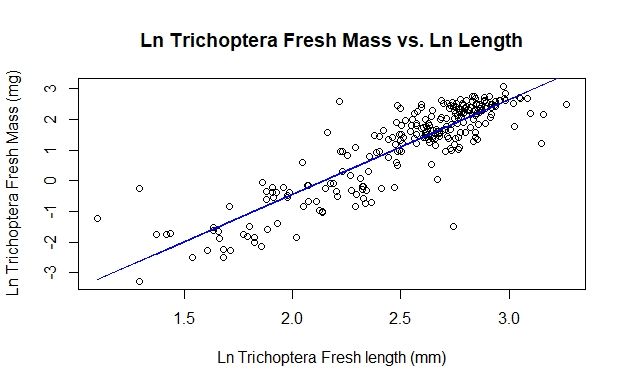 Ln Trichoptera Fresh Mass vs. Ln Length
Ln Trichoptera Fresh Mass (mg)
3
2
1
0
-1
-2
-3
1.5 2.0 2.5 3.0
Ln Trichoptera Fresh length (mm)